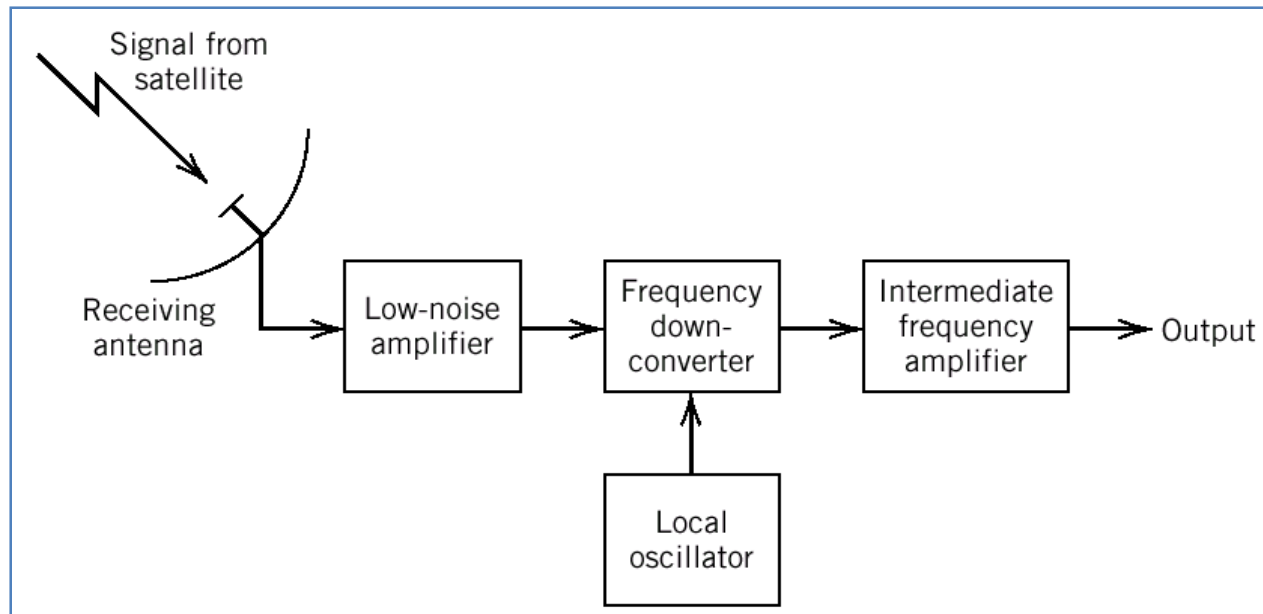 Signal from
satellite
Receiving
antenna
Low-noise
amplifier
Frequency
down-
converter
Intermediate
frequency
amplifier
Output
Local
oscillator